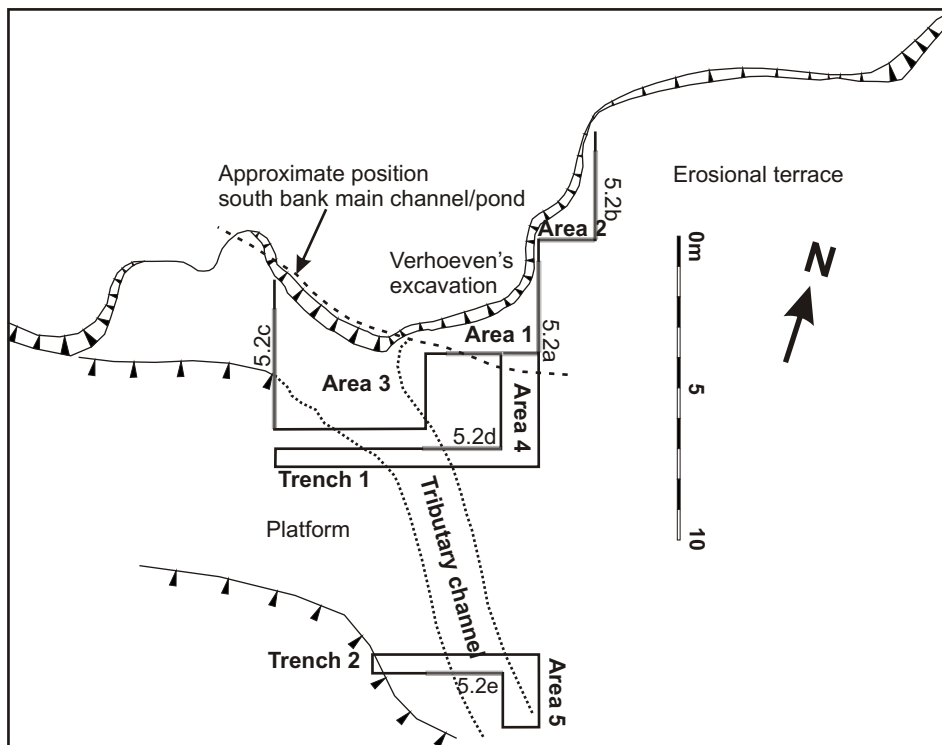 Approximate position
south bank main channel/pond
Erosional terrace
5.2b
Area 2
0m
N
Verhoeven's
excavation
5.2c
Area 1
5.2a
Area 3
5
Area 4
5.2d
Trench 1
Tributary channel
Platform
10
Trench 2
5.2e
Area 5